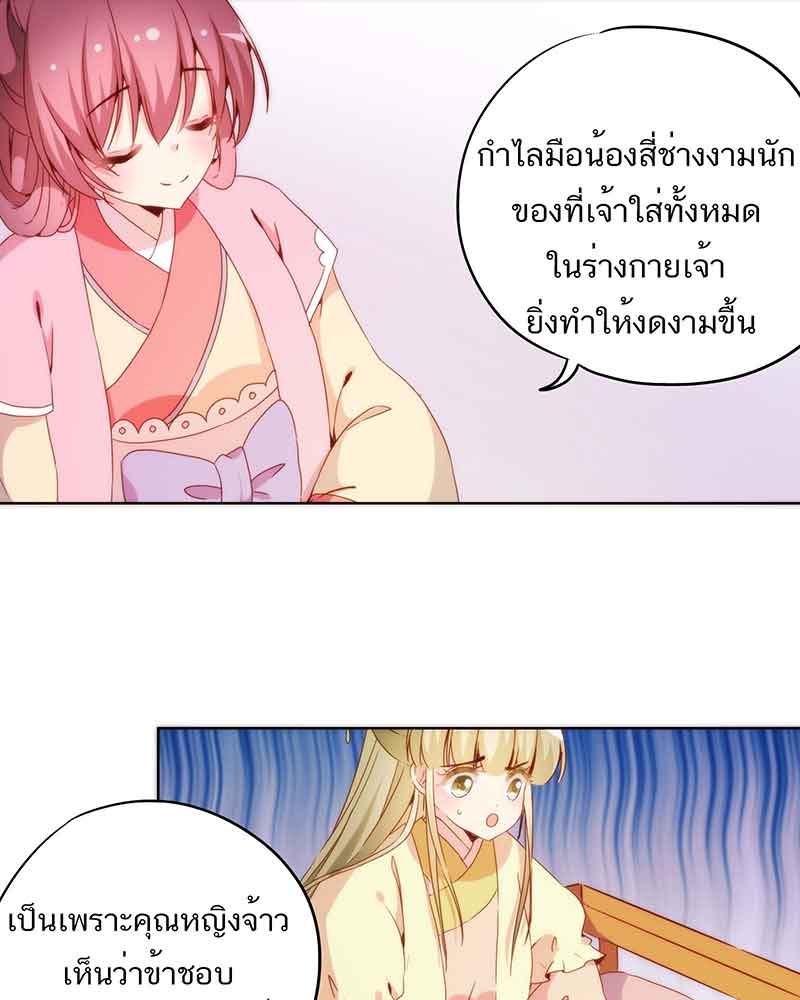 กำไลมือน้องสี่ช่างงามนัก
ของที่เจ้าใส่ทั้งหมด
ในร่างกายเจ้า
ยิ่งทำให้งดงามขึ้น
เป็นเพราะคุณหญิงจ้าว
เห็นว่าข้าชอบ